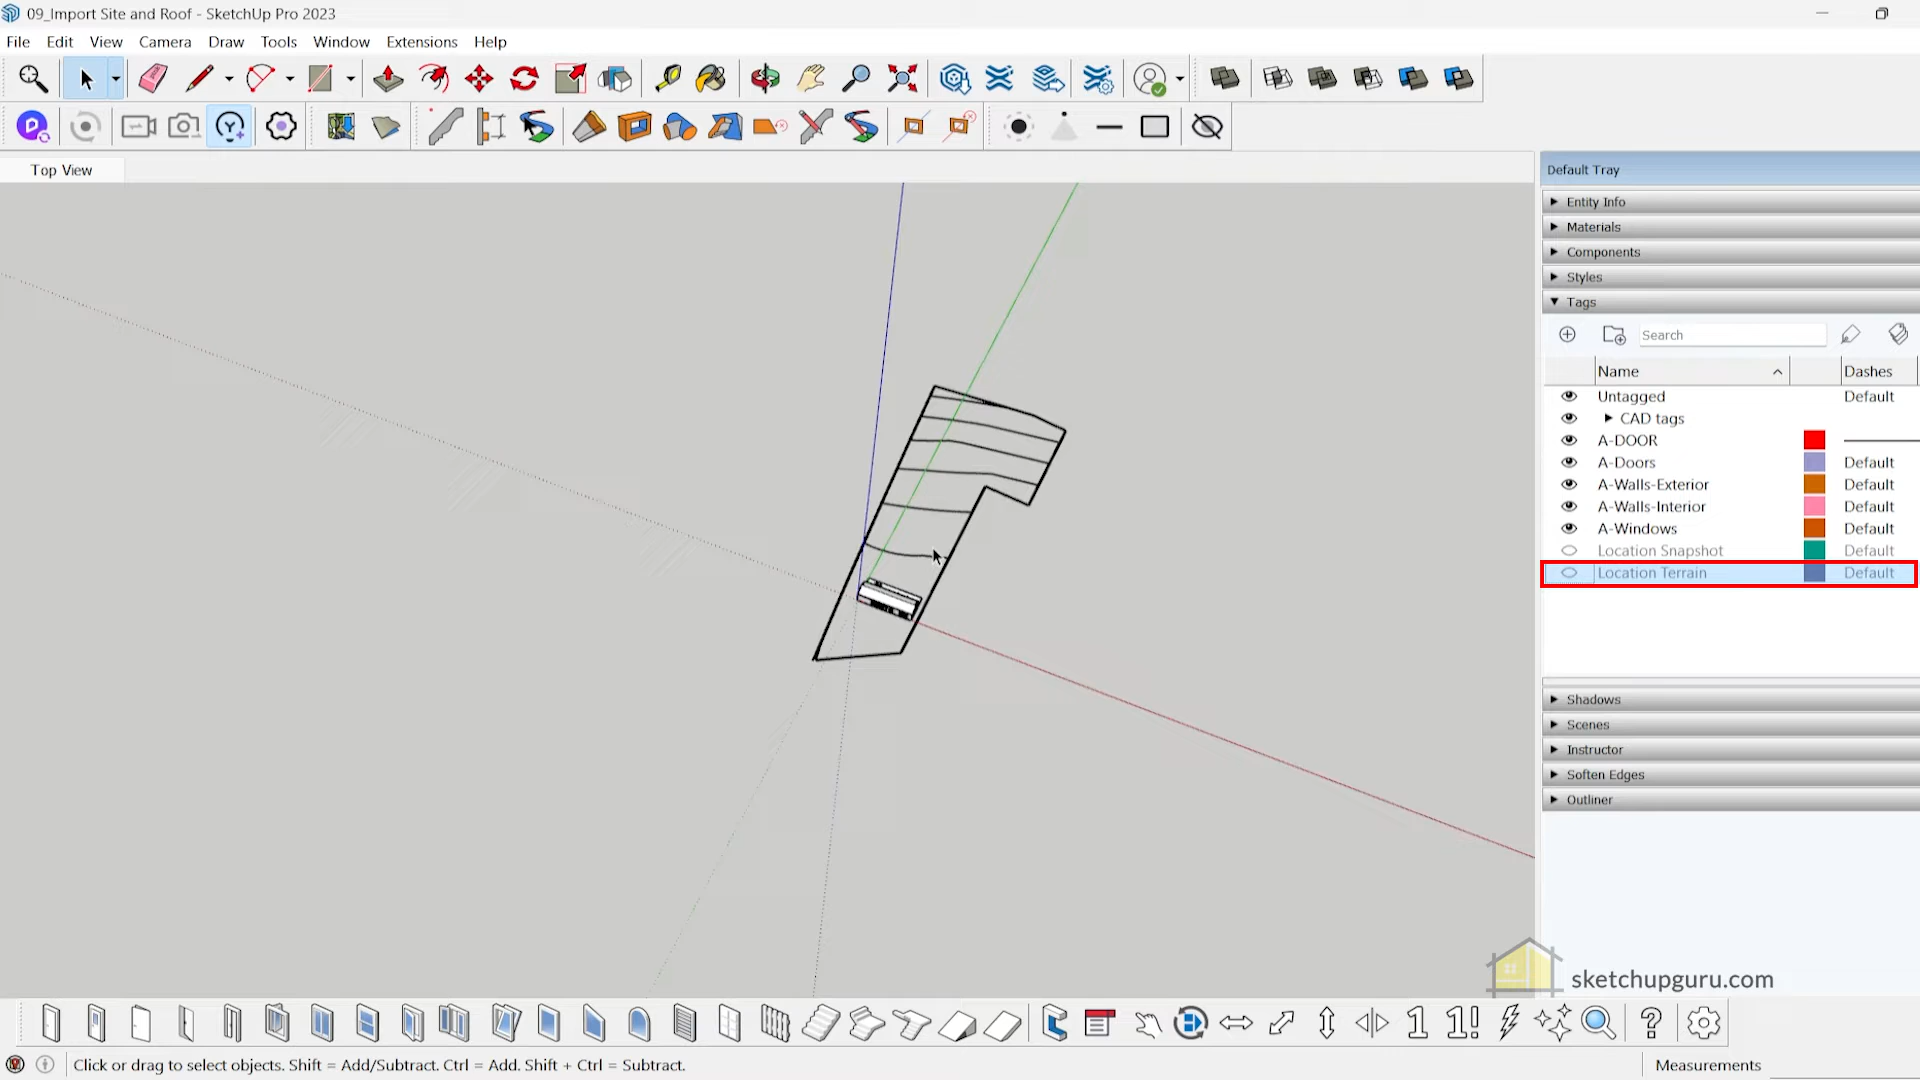 09_Import Site and Roof - SketchUp Pro 2023
File Edit View Camera Draw Tools Window Extensions Help
Top View
Default Tray
Entity Info
Materials
Components
Styles
Tags
Search
Name Dashes
Untagged Default
CAD tags
A-DOOR
A-Doors Default
A-Walls-Exterior Default
A-Walls-Interior Default
A-Windows Default
Location Snapshot Default
Location Terrain Default
Shadows
Scenes
Instructor
Soften Edges
Outliner
sketchupguru.com
1 1! ?
Click or drag to select objects. Shift = Add/Subtract. Ctrl = Add. Shift + Ctrl = Subtract.
Measurements